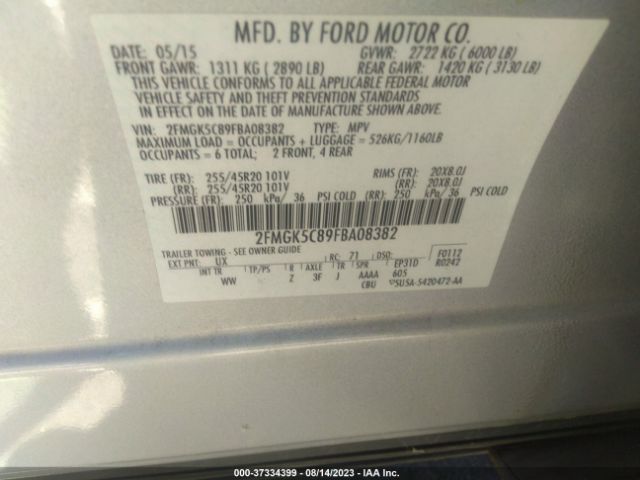 MFD. BY FORD MOTOR CO.
DATE: 05/15 GVWR: 2722 KG ( 6000 LB)
FRONT GAWR: 1311 KG ( 2890 LB) REAR GAWR: 1420 KG ( 3130 LB)
THIS VEHICLE CONFORMS TO ALL APPLICABLE FEDERAL MOTOR
VEHICLE SAFETY AND THEFT PREVENTION STANDARDS
IN EFFECT ON THE DATE OF MANUFACTURE SHOWN ABOVE.
VIN: 2FMGK5C89FBA08382 TYPE: MPV
MAXIMUM LOAD = OCCUPANTS + LUGGAGE = 526KG/1160LB
OCCUPANTS = 6 TOTAL; 2 FRONT, 4 REAR
TIRE (FR): 255/45R20 101V RIMS (FR): 20X8.0J
(RR): 255/45R20 101V (RR): 20X8.0J
PRESSURE (FR): 250 kPa/ 36 PSI COLD (RR): 250 kPa/ 36 PSI COLD
2FMGK5C89FBA08382
TRAILER TOWING - SEE OWNER GUIDE
EXT PNT: UX RC: 71 DSO: EP31D F0112
R0242
INT TR TP/PS R AXLE TR SPR
WW Z 3F J AAAA 605
CBU 5U5A-5420472-AA
000-37334399 - 08/14/2023 - IAA Inc.